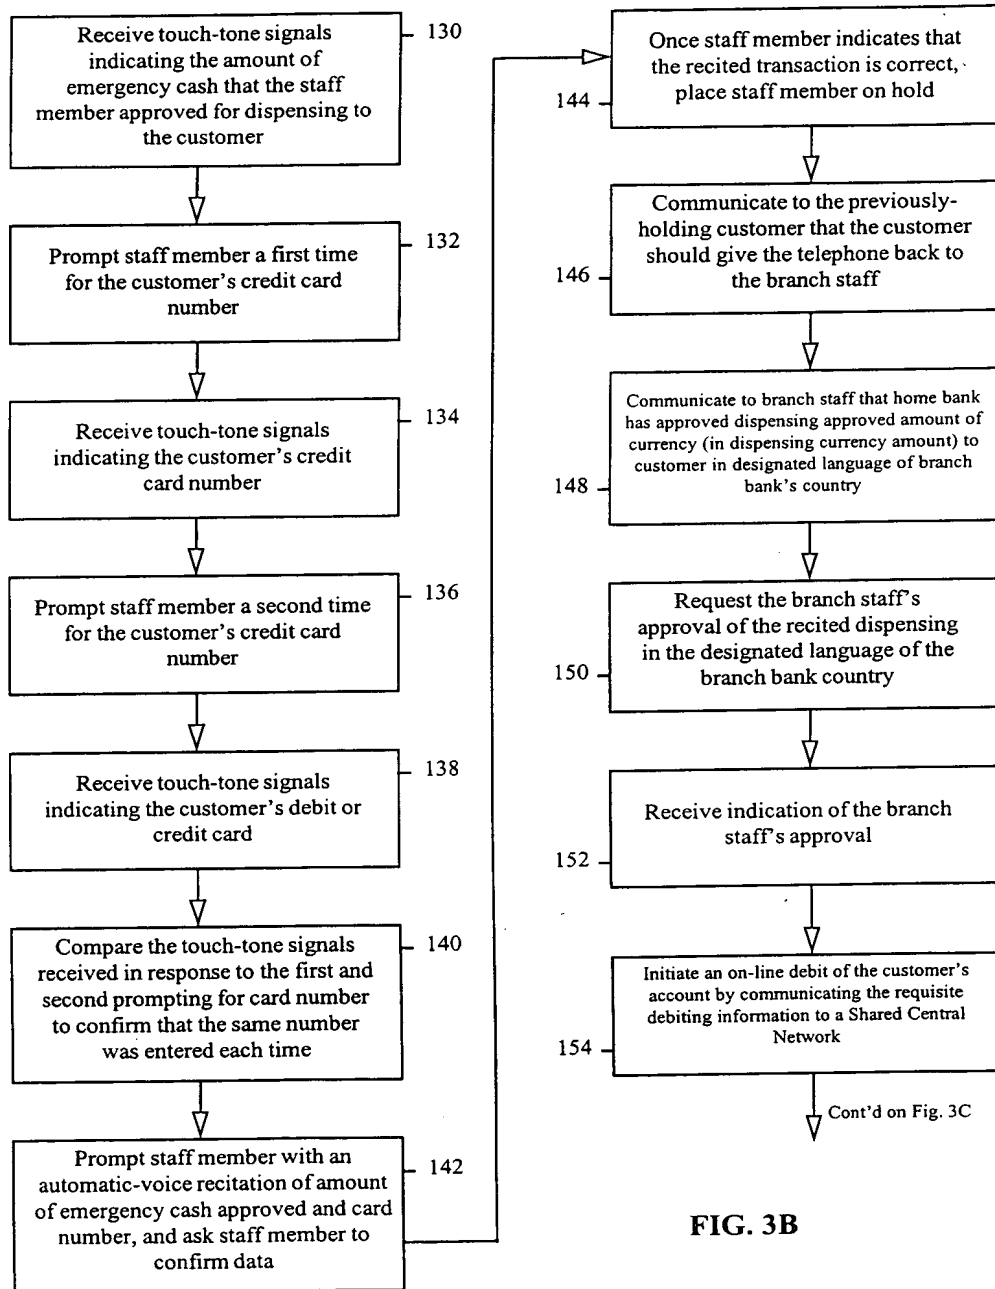 Receive touch-tone signals
indicating the amount of
emergency cash that the staff
member approved for dispensing to
the customer
130
Prompt staff member a first time
for the customer's credit card
number
132
Receive touch-tone signals
indicating the customer's credit
card number
134
Prompt staff member a second time
for the customer's credit card
number
136
Receive touch-tone signals
indicating the customer's debit or
credit card
138
Compare the touch-tone signals
received in response to the first and
second prompting for card number
to confirm that the same number
was entered each time
140
Prompt staff member with an
automatic-voice recitation of amount
of emergency cash approved and card
number, and ask staff member to
confirm data
142
Once staff member indicates that
the recited transaction is correct,
place staff member on hold
144
Communicate to the previously-
holding customer that the customer
should give the telephone back to
the branch staff
146
Communicate to branch staff that home bank
has approved dispensing approved amount of
currency (in dispensing currency amount) to
customer in designated language of branch
bank's country
148
Request the branch staff's
approval of the recited dispensing
in the designated language of the
branch bank country
150
Receive indication of the branch
staff's approval
152
Initiate an on-line debit of the customer's
account by communicating the requisite
debiting information to a Shared Central
Network
154
Cont'd on Fig. 3C
FIG. 3B